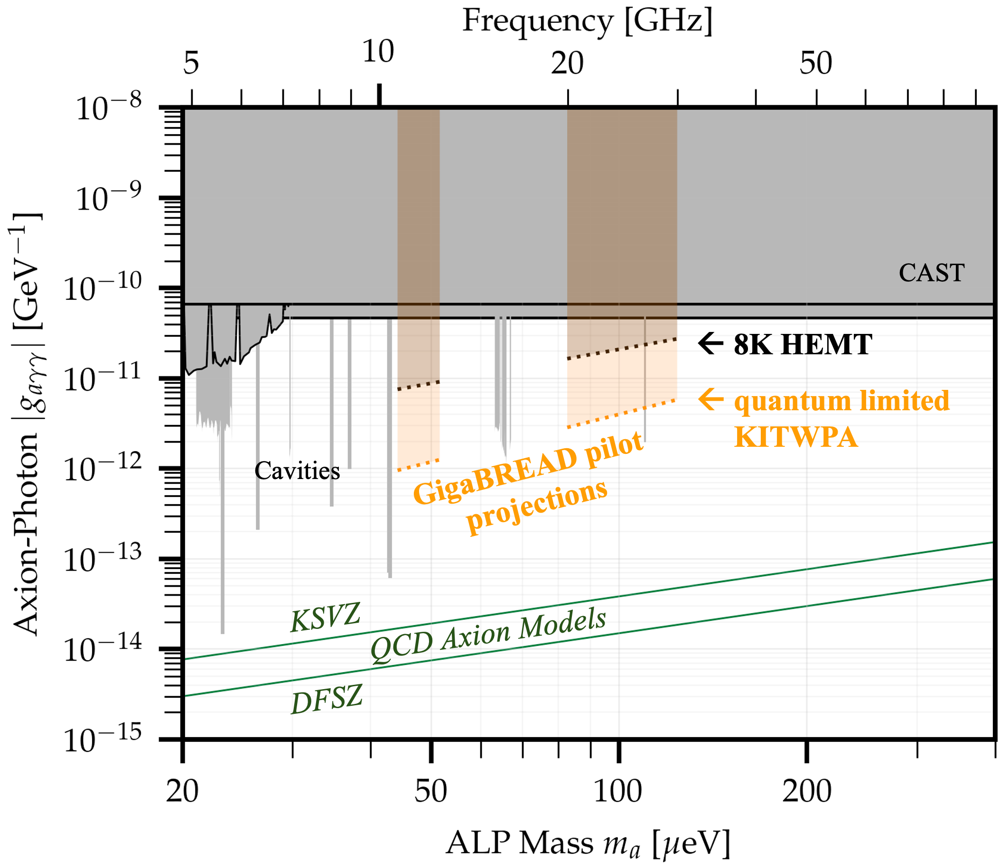 Frequency [GHz]
5 10 20 50
10⁻⁸
10⁻⁹
10⁻¹⁰
10⁻¹¹
10⁻¹²
10⁻¹³
10⁻¹⁴
10⁻¹⁵
Axion-Photon |gₐᵧᵧ| [GeV⁻¹]
CAST
← 8K HEMT
← quantum limited
KITWPA
Cavities
GigaBREAD pilot
projections
KSVZ
QCD Axion Models
DFSZ
20 50 100 200
ALP Mass mₐ [μeV]